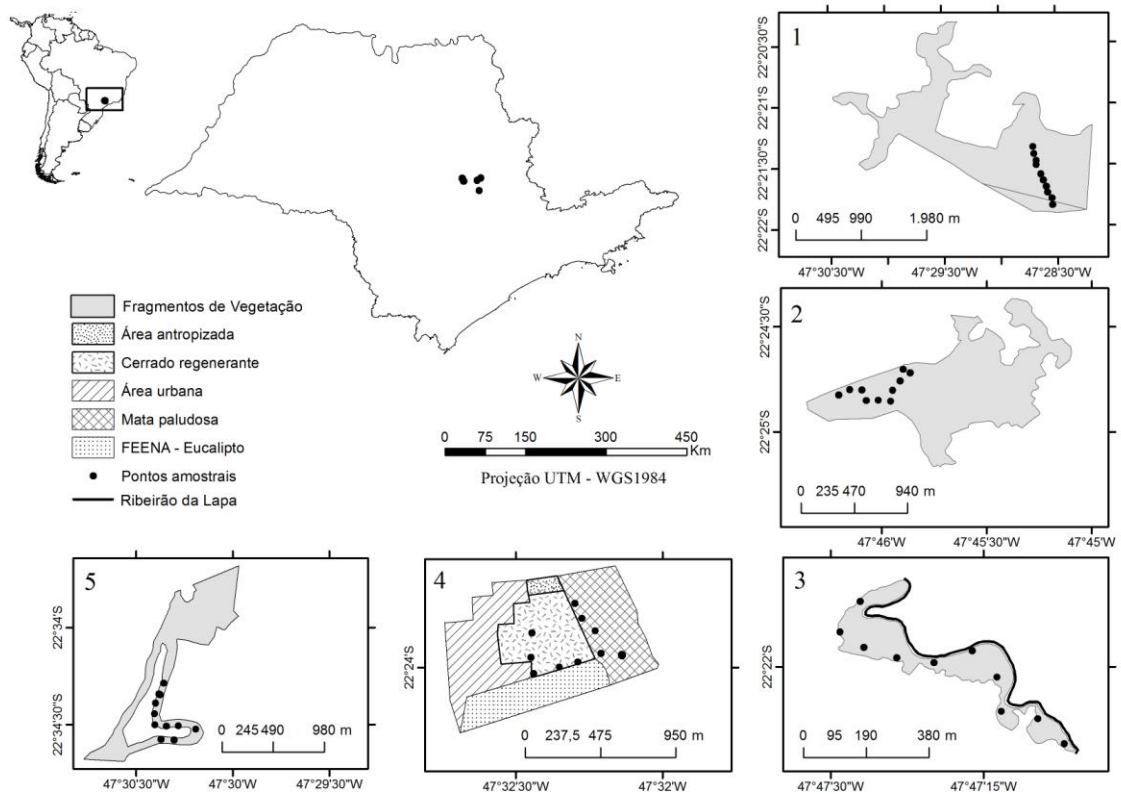 1
22°20'30"S
22°21'S
22°21'30"S
22°22'S
0 495 990 1.980 m
47°30'30"W 47°29'30"W 47°28'30"W
Fragmentos de Vegetação
Área antropizada
Cerrado regenerante
Área urbana
Mata paludosa
FEENA - Eucalipto
Pontos amostrais
Ribeirão da Lapa
N
W E
S
0 75 150 300 450
Km
Projeção UTM - WGS1984
2
22°24'30"S
22°25'S
0 235 470 940 m
47°46'W 47°45'30"W 47°45'W
5
22°34'S
22°34'30"S
0 245 490 980 m
47°30'30"W 47°30'W 47°29'30"W
4
22°24'S
0 237,5 475 950 m
47°32'30"W 47°32'W
3
22°22'S
0 95 190 380 m
47°47'30"W 47°47'15"W